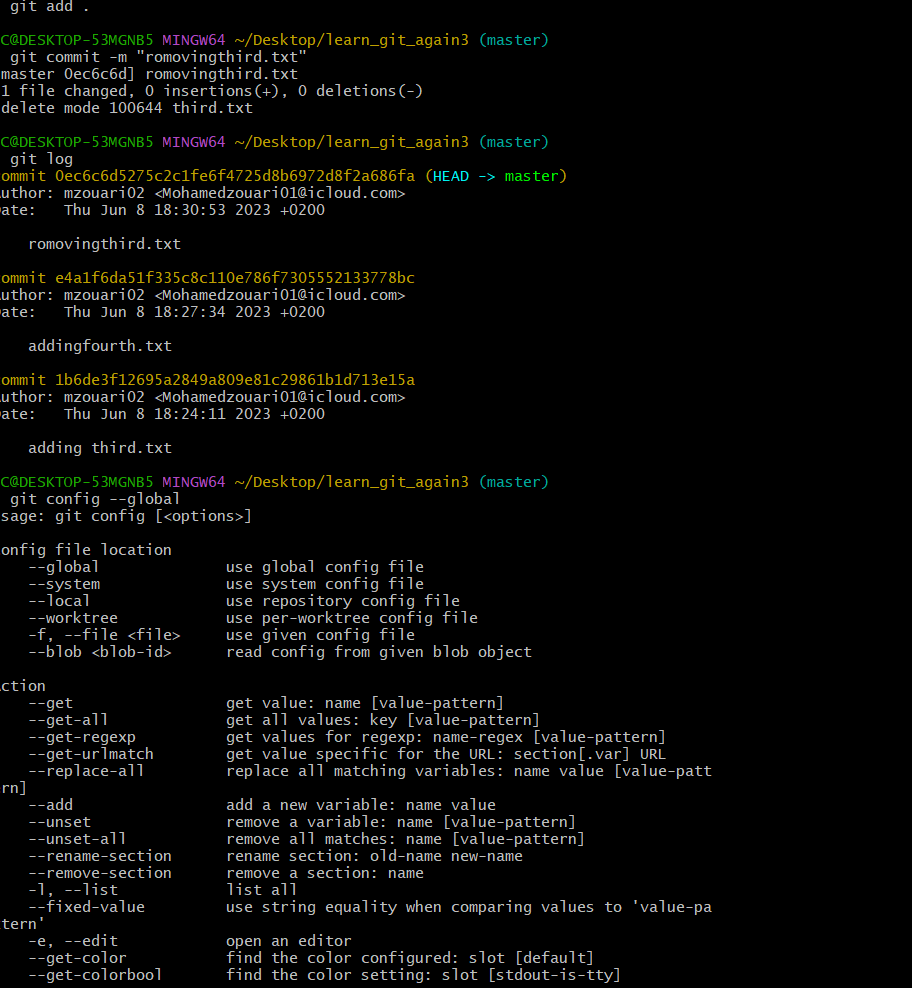 git add .
C@DESKTOP-53MGNB5 MINGW64 ~/Desktop/learn_git_again3 (master)
git commit -m "romovingthird.txt"
master 0ec6c6d] romovingthird.txt
1 file changed, 0 insertions(+), 0 deletions(-)
delete mode 100644 third.txt
C@DESKTOP-53MGNB5 MINGW64 ~/Desktop/learn_git_again3 (master)
git log
ommit 0ec6c6d5275c2c1fe6f4725d8b6972d8f2a686fa (HEAD -> master)
uthor: mzouari02 <Mohamedzouari01@icloud.com>
ate:   Thu Jun 8 18:30:53 2023 +0200
romovingthird.txt
ommit e4a1f6da51f335c8c110e786f7305552133778bc
uthor: mzouari02 <Mohamedzouari01@icloud.com>
ate:   Thu Jun 8 18:27:34 2023 +0200
addingfourth.txt
ommit 1b6de3f12695a2849a809e81c29861b1d713e15a
uthor: mzouari02 <Mohamedzouari01@icloud.com>
ate:   Thu Jun 8 18:24:11 2023 +0200
adding third.txt
C@DESKTOP-53MGNB5 MINGW64 ~/Desktop/learn_git_again3 (master)
git config --global
sage: git config [<options>]
onfig file location
--global              use global config file
--system              use system config file
--local               use repository config file
--worktree            use per-worktree config file
-f, --file <file>     use given config file
--blob <blob-id>      read config from given blob object
ction
--get                 get value: name [value-pattern]
--get-all             get all values: key [value-pattern]
--get-regexp          get values for regexp: name-regex [value-pattern]
--get-urlmatch        get value specific for the URL: section[.var] URL
--replace-all         replace all matching variables: name value [value-patt
rn]
--add                 add a new variable: name value
--unset               remove a variable: name [value-pattern]
--unset-all           remove all matches: name [value-pattern]
--rename-section      rename section: old-name new-name
--remove-section      remove a section: name
-l, --list            list all
--fixed-value         use string equality when comparing values to 'value-pa
tern'
-e, --edit            open an editor
--get-color           find the color configured: slot [default]
--get-colorbool       find the color setting: slot [stdout-is-tty]